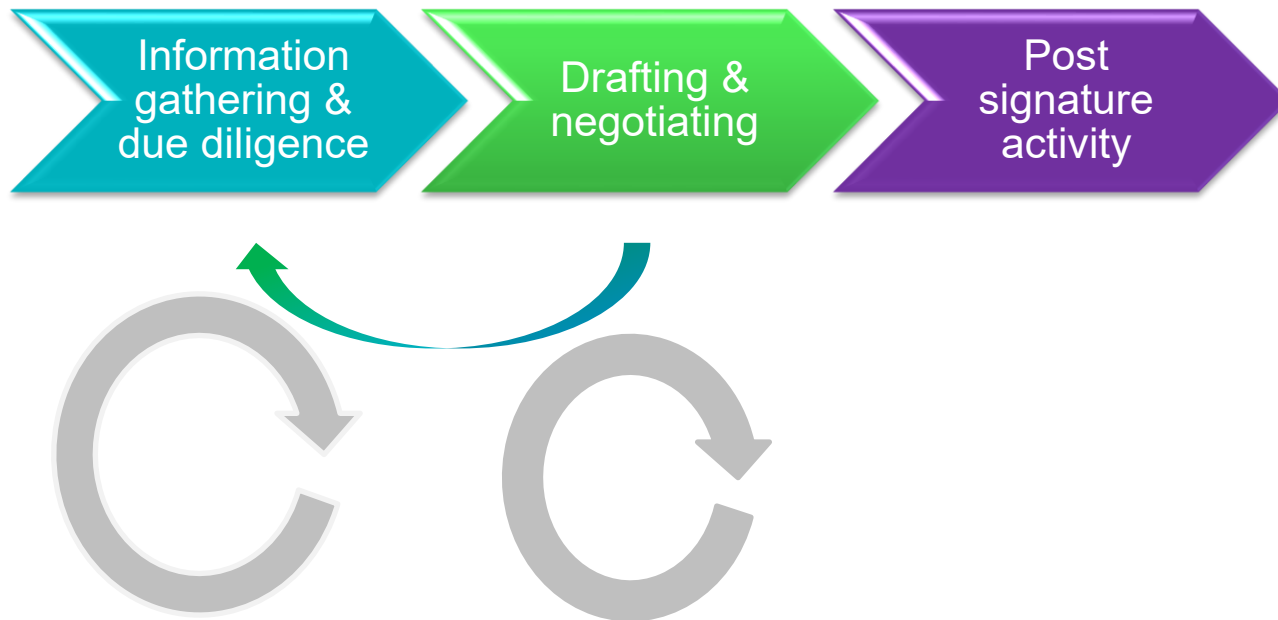 Information
gathering &
due diligence
Drafting &
negotiating
Post
signature
activity